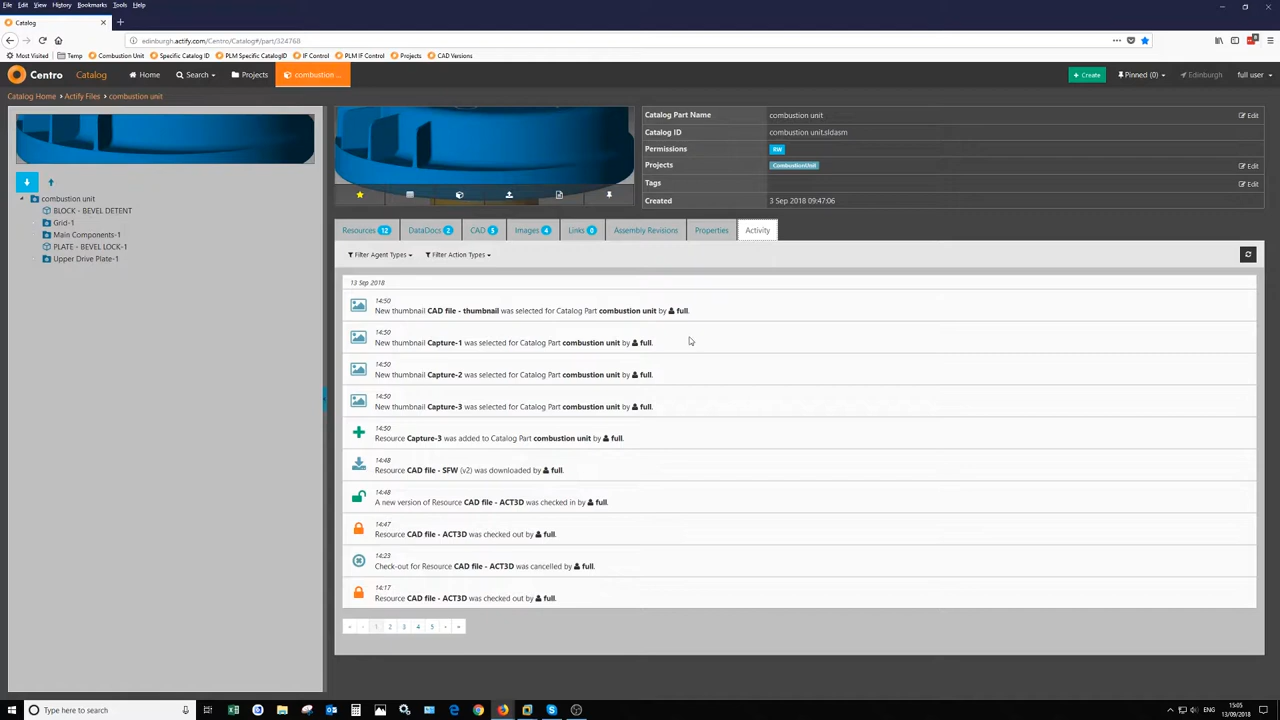 File Edit View History Bookmarks Tools Help
Catalog
edinburgh.actify.com/Centro/Catalog#/part/324768
Most Visited Temp Combustion Unit Specific Catalog ID PLM Specific CatalogID IF Control PLM IF Control Projects CAD Versions
Centro Catalog Home Search Projects combustion ... Create Pinned (0) Edinburgh full user
Catalog Home > Actify Files > combustion unit
Catalog Part Name combustion unit Edit
Catalog ID combustion unit.sldasm
Permissions RW
Projects CombustionUnit Edit
Tags Edit
Created 3 Sep 2018 09:47:06
combustion unit
BLOCK - BEVEL DETENT
Grid-1
Main Components-1
PLATE - BEVEL LOCK-1
Upper Drive Plate-1
Resources 12 DataDocs 2 CAD 5 Images 4 Links 0 Assembly Revisions Properties Activity
Filter Agent Types Filter Action Types
13 Sep 2018
14:50
New thumbnail CAD file - thumbnail was selected for Catalog Part combustion unit by full.
14:50
New thumbnail Capture-1 was selected for Catalog Part combustion unit by full.
14:50
New thumbnail Capture-2 was selected for Catalog Part combustion unit by full.
14:50
New thumbnail Capture-3 was selected for Catalog Part combustion unit by full.
14:50
Resource Capture-3 was added to Catalog Part combustion unit by full.
14:48
Resource CAD file - SFW (v2) was downloaded by full.
14:48
A new version of Resource CAD file - ACT3D was checked in by full.
14:47
Resource CAD file - ACT3D was checked out by full.
14:23
Check-out for Resource CAD file - ACT3D was cancelled by full.
14:17
Resource CAD file - ACT3D was checked out by full.
« ‹ 1 2 3 4 5 › »
Type here to search
ENG
15:05
13/09/2018